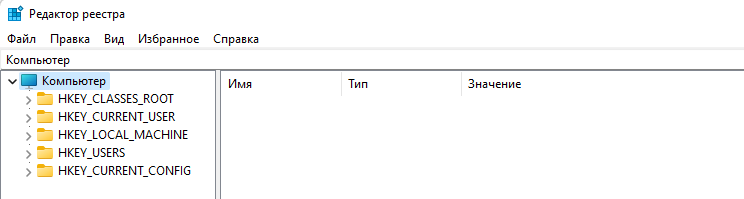 Редактор реестра
Файл Правка Вид Избранное Справка
Компьютер
Компьютер
HKEY_CLASSES_ROOT
HKEY_CURRENT_USER
HKEY_LOCAL_MACHINE
HKEY_USERS
HKEY_CURRENT_CONFIG
Имя Тип Значение